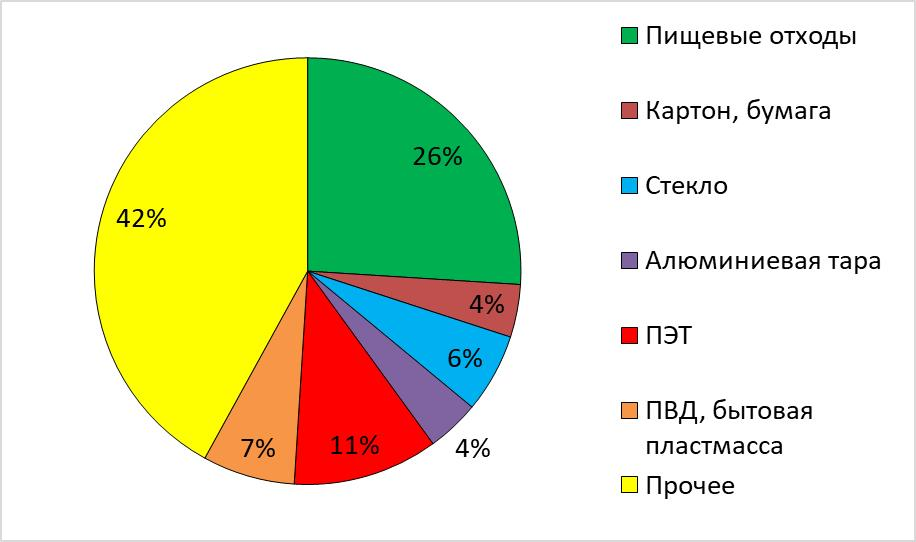 Пищевые отходы
26%
Картон, бумага
42%
Стекло
Алюминиевая тара
4%
ПЭТ
6%
ПВД, бытовая
пластмасса
7%
11%
4%
Прочее